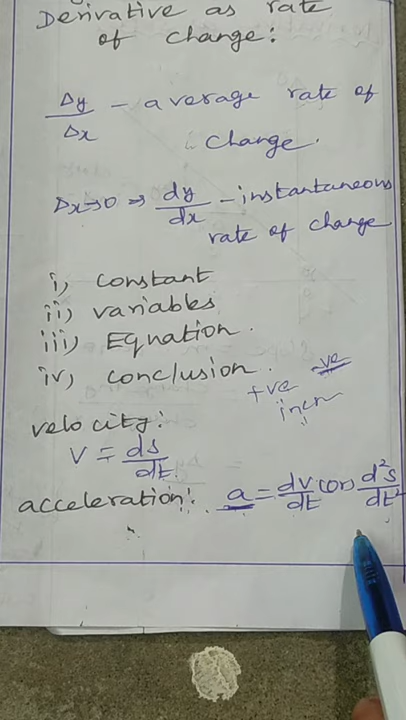 Derivative as rate
of change:
Δy/Δx - average rate of
change.
Δx→0 ⇒ dy/dx - instantaneous
rate of change
i) constant
ii) variables
iii) Equation.
iv) conclusion.
+ve -ve
incr
velocity:
V = ds/dt
acceleration: a = dv/dt (or) d²s/dt²